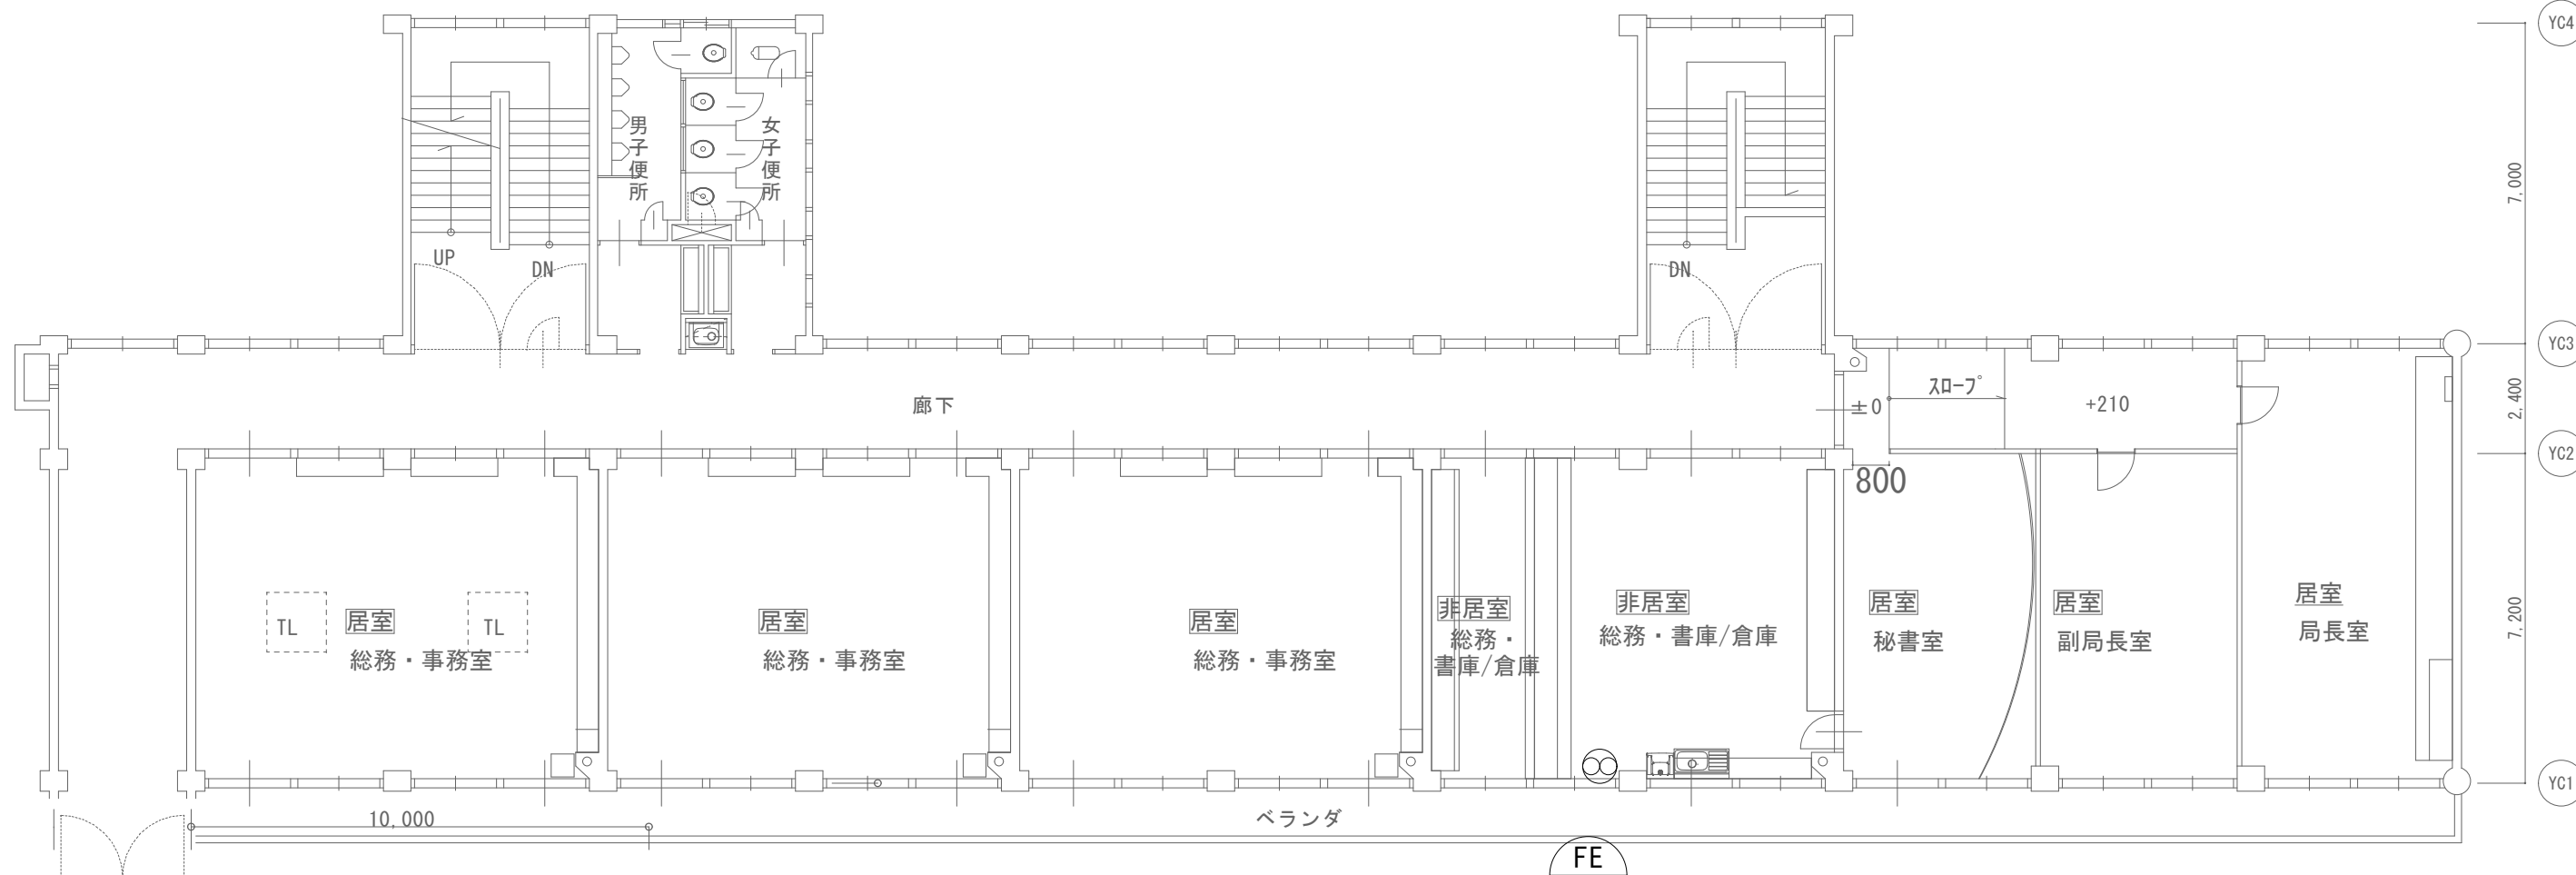 YC4
男子便所
女子便所
7,000
UP
DN
DN
YC3
廊下
±0
スロープ
+210
2,400
YC2
800
居室
総務・事務室
TL
TL
居室
総務・事務室
居室
総務・事務室
非居室
総務・
書庫/倉庫
非居室
総務・書庫/倉庫
居室
秘書室
居室
副局長室
居室
局長室
7,200
YC1
10,000
ベランダ
FE